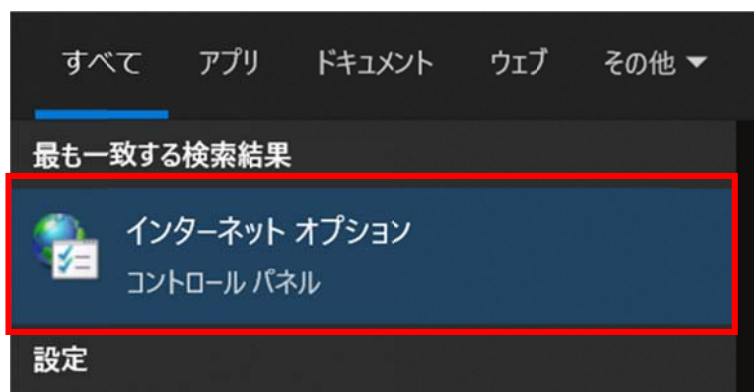 すべて アプリ ドキュメント ウェブ その他
最も一致する検索結果
インターネット オプション
コントロール パネル
設定